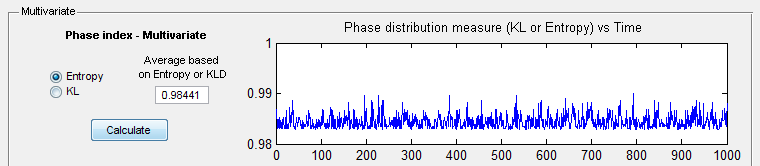 Multivariate
Phase index - Multivariate
Average based
on Entropy or KLD
Entropy
KL
0.98441
Calculate
Phase distribution measure (KL or Entropy) vs Time
1
0.99
0.98
0 100 200 300 400 500 600 700 800 900 1000